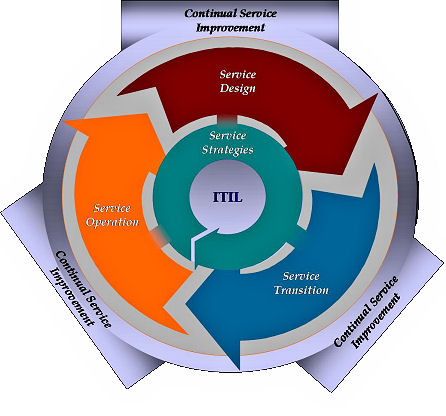 Continual Service
Improvement
Service
Design
Service
Strategies
ITIL
Service
Operation
Service
Transition
Continual Service
Improvement
Continual Service
Improvement